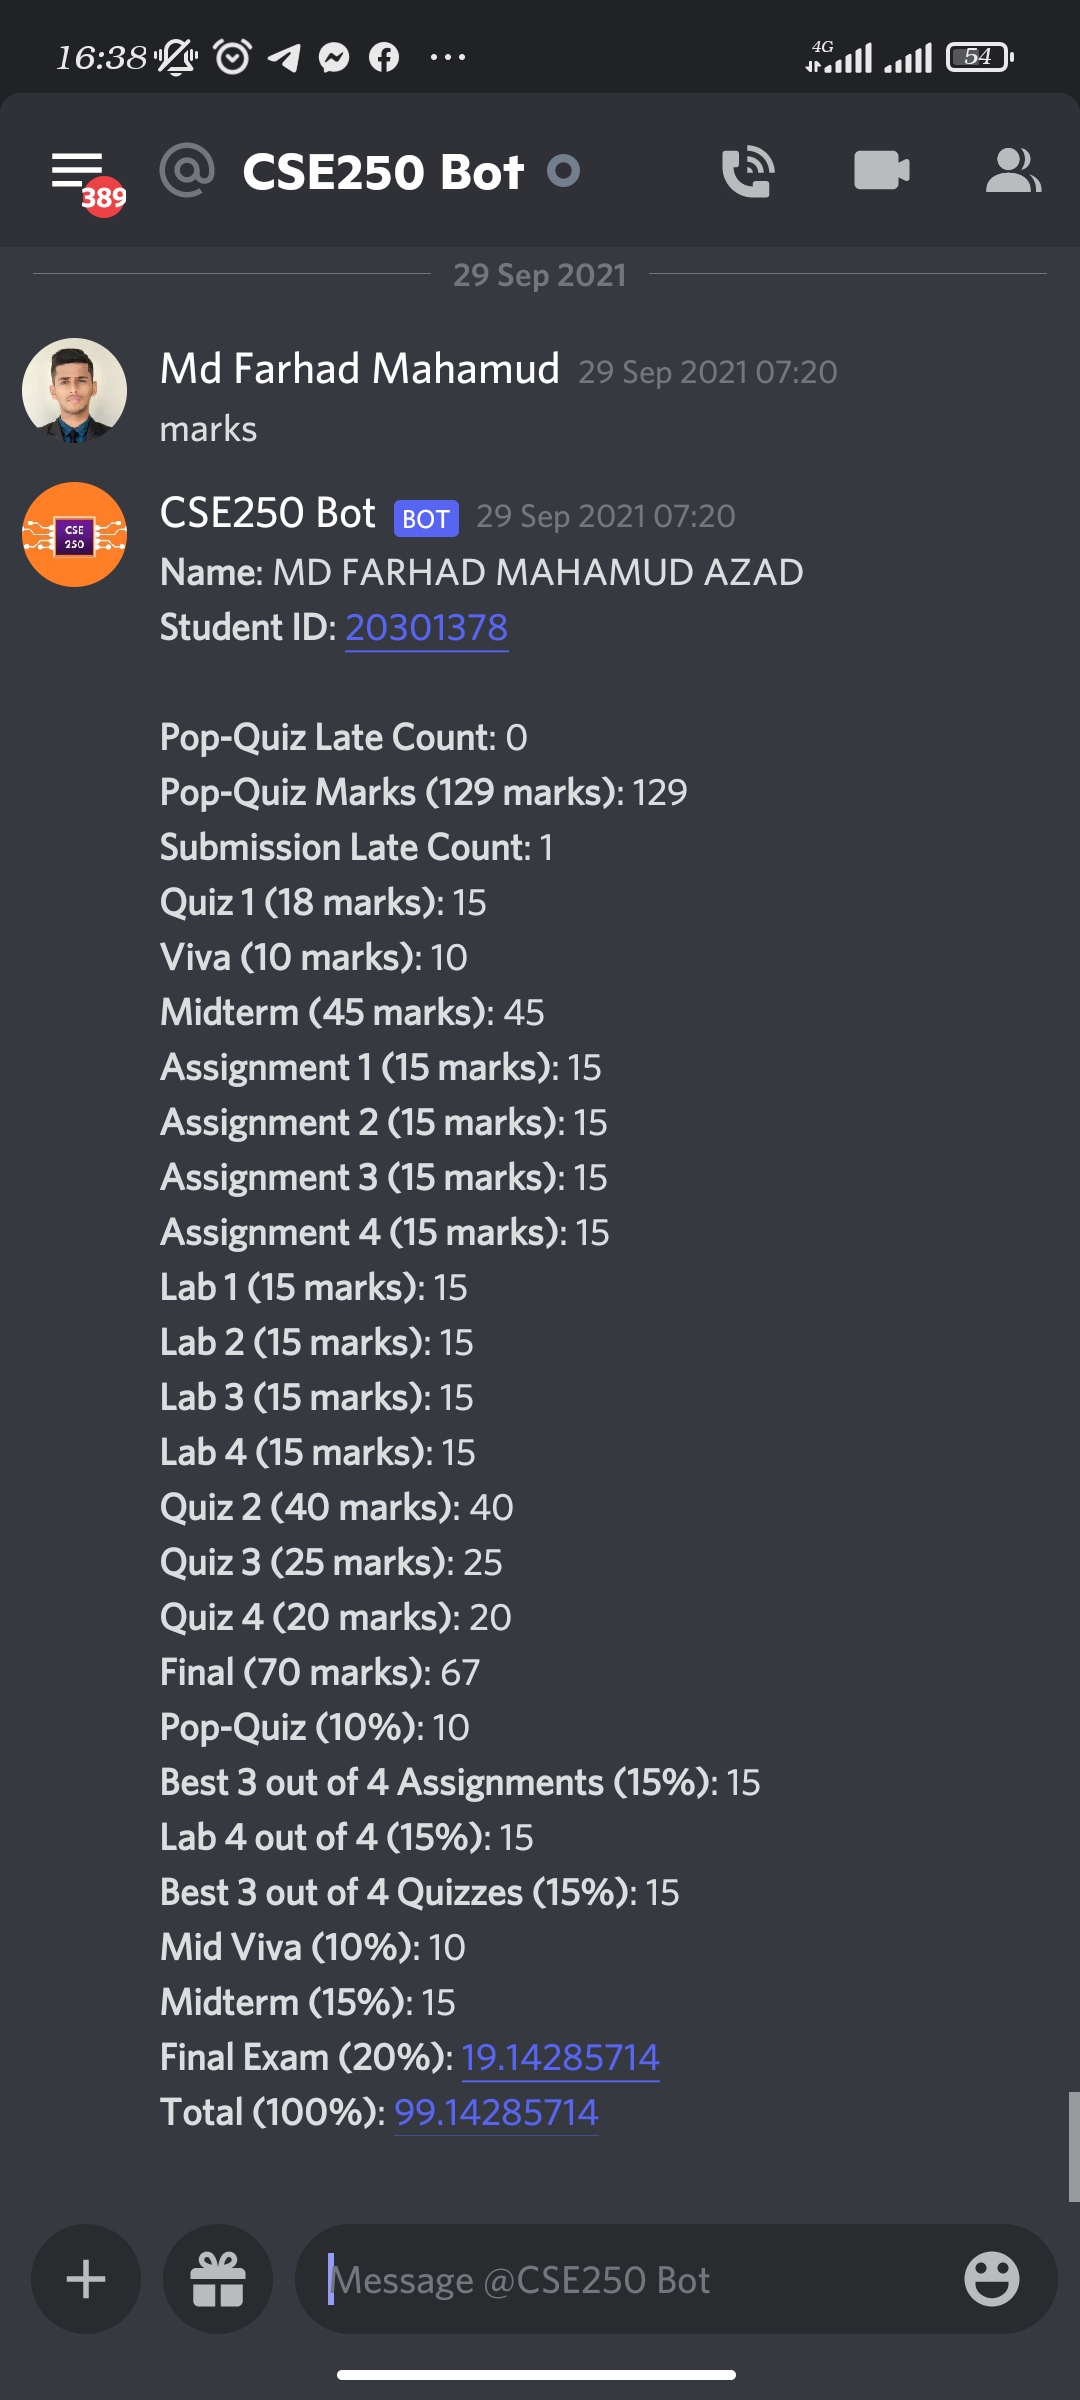 16:38 ... 4G 54
389 @ CSE250 Bot
29 Sep 2021
Md Farhad Mahamud 29 Sep 2021 07:20
marks
CSE 250
CSE250 Bot BOT 29 Sep 2021 07:20
Name: MD FARHAD MAHAMUD AZAD
Student ID: 20301378
Pop-Quiz Late Count: 0
Pop-Quiz Marks (129 marks): 129
Submission Late Count: 1
Quiz 1 (18 marks): 15
Viva (10 marks): 10
Midterm (45 marks): 45
Assignment 1 (15 marks): 15
Assignment 2 (15 marks): 15
Assignment 3 (15 marks): 15
Assignment 4 (15 marks): 15
Lab 1 (15 marks): 15
Lab 2 (15 marks): 15
Lab 3 (15 marks): 15
Lab 4 (15 marks): 15
Quiz 2 (40 marks): 40
Quiz 3 (25 marks): 25
Quiz 4 (20 marks): 20
Final (70 marks): 67
Pop-Quiz (10%): 10
Best 3 out of 4 Assignments (15%): 15
Lab 4 out of 4 (15%): 15
Best 3 out of 4 Quizzes (15%): 15
Mid Viva (10%): 10
Midterm (15%): 15
Final Exam (20%): 19.14285714
Total (100%): 99.14285714
Message @CSE250 Bot